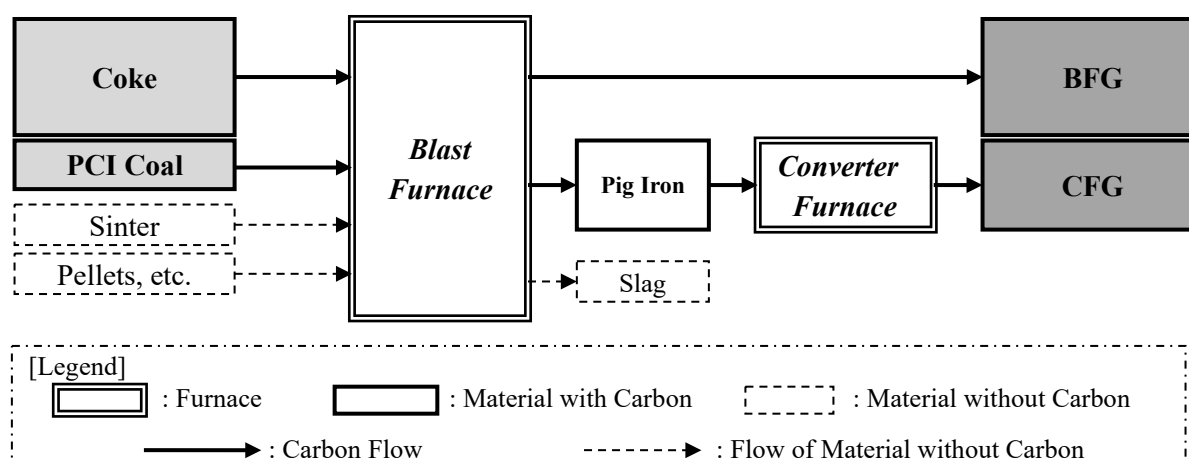 Coke
BFG
PCI Coal
Blast
Furnace
Pig Iron
Converter
Furnace
CFG
Sinter
Pellets, etc.
Slag
[Legend]
: Furnace
: Material with Carbon
: Material without Carbon
: Carbon Flow
: Flow of Material without Carbon